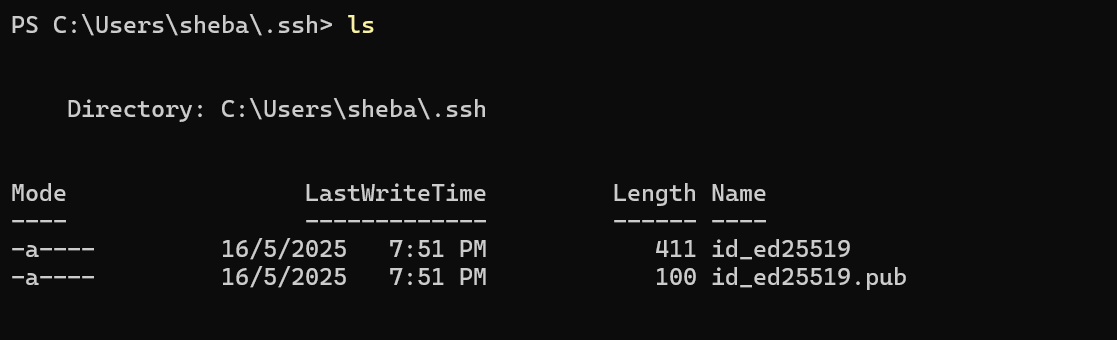 PS C:\Users\sheba\.ssh> ls
Directory: C:\Users\sheba\.ssh
Mode                 LastWriteTime         Length Name
----                 -------------         ------ ----
-a----         16/5/2025   7:51 PM            411 id_ed25519
-a----         16/5/2025   7:51 PM            100 id_ed25519.pub